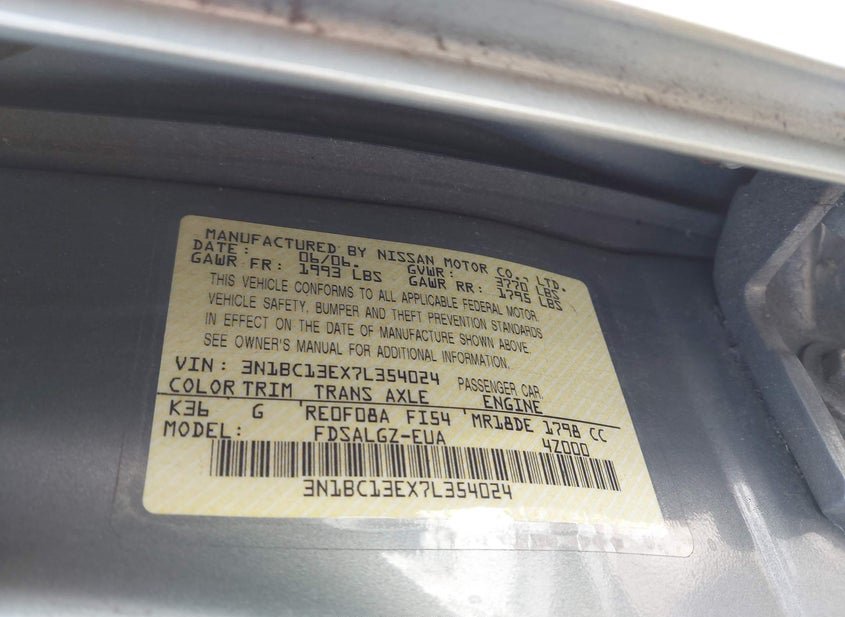 MANUFACTURED BY NISSAN MOTOR CO., LTD.
DATE: 06/06. GVWR: 3770 LBS
GAWR FR: 1993 LBS GAWR RR: 1795 LBS
THIS VEHICLE CONFORMS TO ALL APPLICABLE FEDERAL MOTOR
VEHICLE SAFETY, BUMPER AND THEFT PREVENTION STANDARDS
IN EFFECT ON THE DATE OF MANUFACTURE SHOWN ABOVE.
SEE OWNER'S MANUAL FOR ADDITIONAL INFORMATION.
VIN: 3N1BC13EX7L354024 PASSENGER CAR.
COLOR TRIM TRANS AXLE ENGINE
K36 G RE0F08A FI54 MR18DE 1798 CC
MODEL: FDSALGZ-EUA 4Z000
3N1BC13EX7L354024